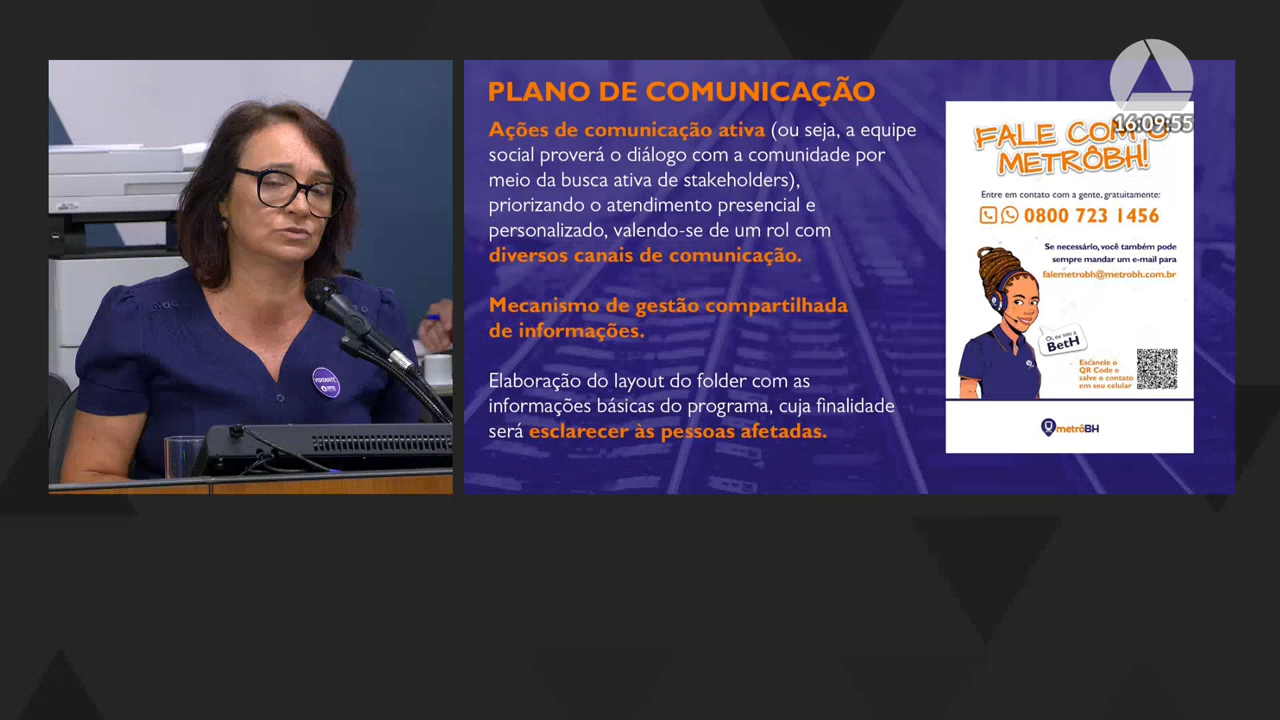 PLANO DE COMUNICAÇÃO
Ações de comunicação ativa (ou seja, a equipe
social proverá o diálogo com a comunidade por
meio da busca ativa de stakeholders),
priorizando o atendimento presencial e
personalizado, valendo-se de um rol com
diversos canais de comunicação.
Mecanismo de gestão compartilhada
de informações.
Elaboração do layout do folder com as
informações básicas do programa, cuja finalidade
será esclarecer às pessoas afetadas.
16:09:55
FALE COM O
METRÔBH!
Entre em contato com a gente, gratuitamente:
0800 723 1456
Se necessário, você também pode
sempre mandar um e-mail para
falemetrobh@metrobh.com.br
Oi, eu sou a
BetH
Escaneie o
QR Code e
salve o contato
em seu celular
metrôBH
VISITANTE